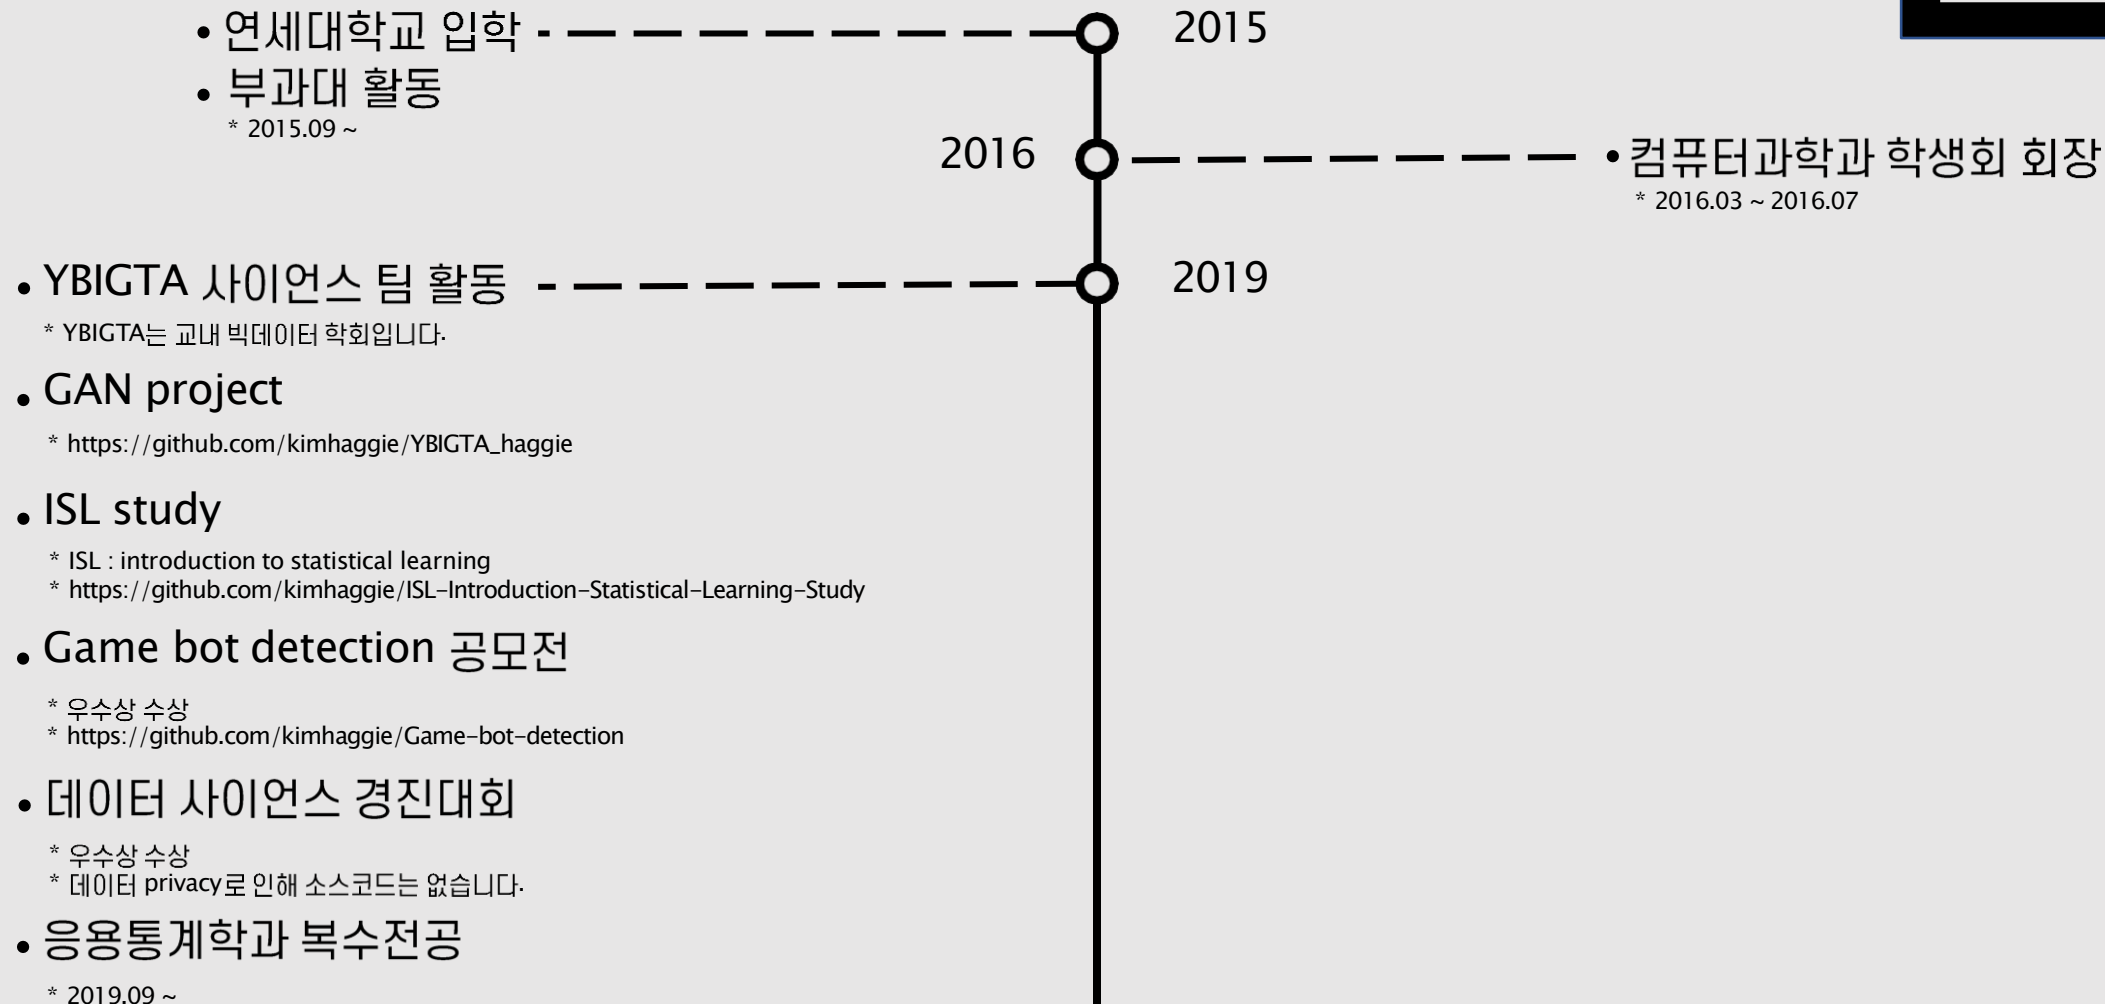 • 연세대학교 입학
2015
• 부과대 활동
* 2015.09 ~
2016
• 컴퓨터과학과 학생회 회장
* 2016.03 ~ 2016.07
• YBIGTA 사이언스 팀 활동
2019
* YBIGTA는 교내 빅데이터 학회입니다.
• GAN project
* https://github.com/kimhaggie/YBIGTA_haggie
• ISL study
* ISL : introduction to statistical learning
* https://github.com/kimhaggie/ISL-Introduction-Statistical-Learning-Study
• Game bot detection 공모전
* 우수상 수상
* https://github.com/kimhaggie/Game-bot-detection
• 데이터 사이언스 경진대회
* 우수상 수상
* 데이터 privacy로 인해 소스코드는 없습니다.
• 응용통계학과 복수전공
* 2019.09 ~